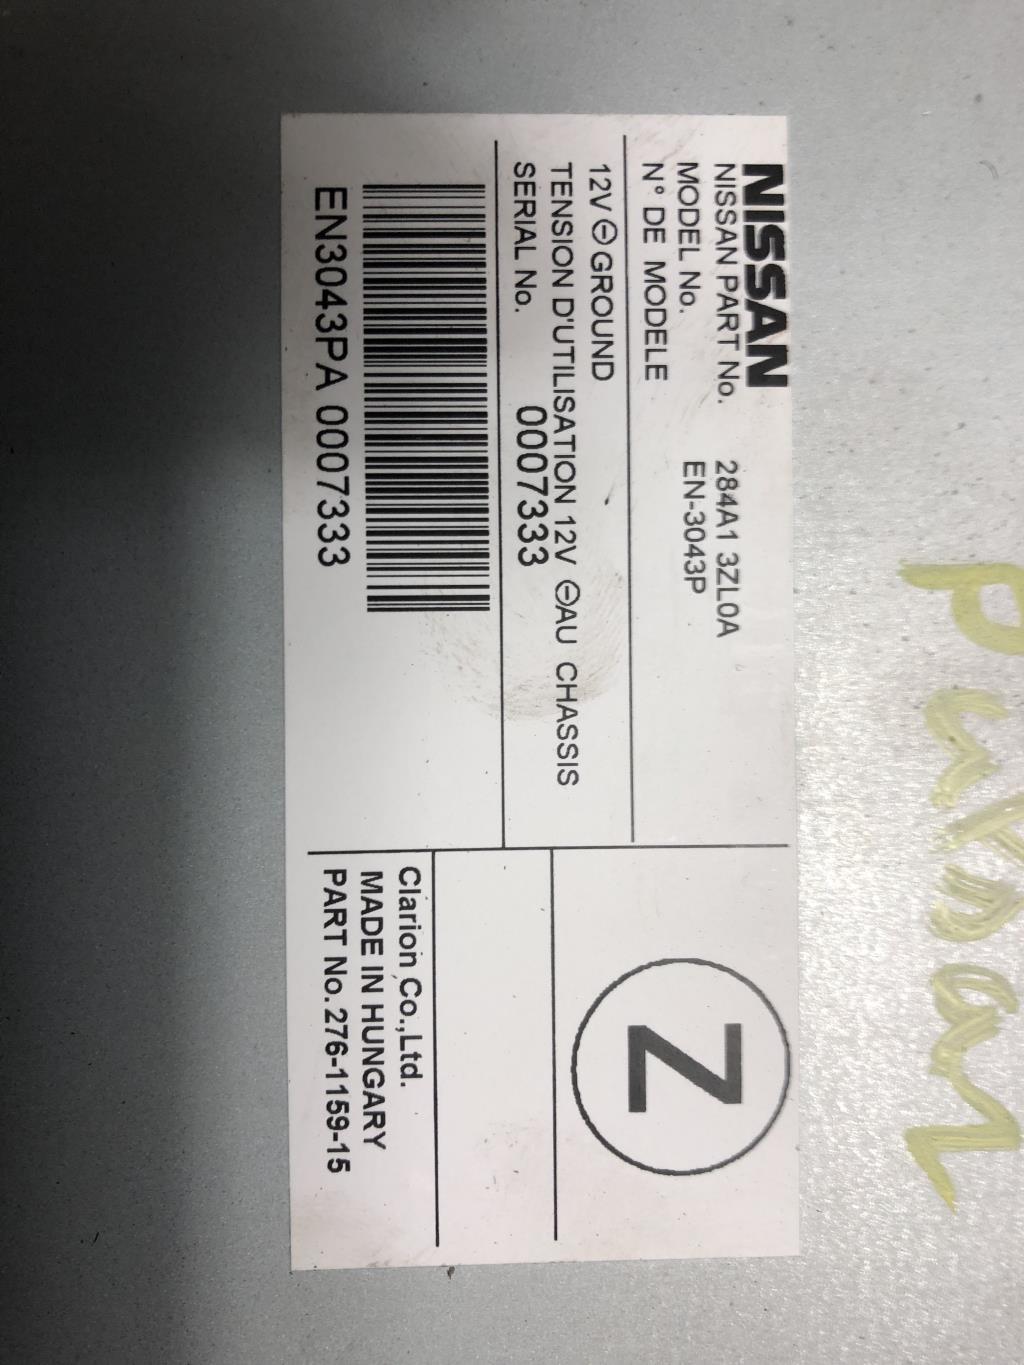 NISSAN
NISSAN PART No. 284A1 3ZL0A
MODEL No. EN-3043P
N° DE MODELE
12V ⊖ GROUND
TENSION D'UTILISATION 12V ⊖AU CHASSIS
SERIAL No. 0007333
EN3043PA 0007333
Z
Clarion Co.,Ltd.
MADE IN HUNGARY
PART No. 276-1159-15
Pulsar